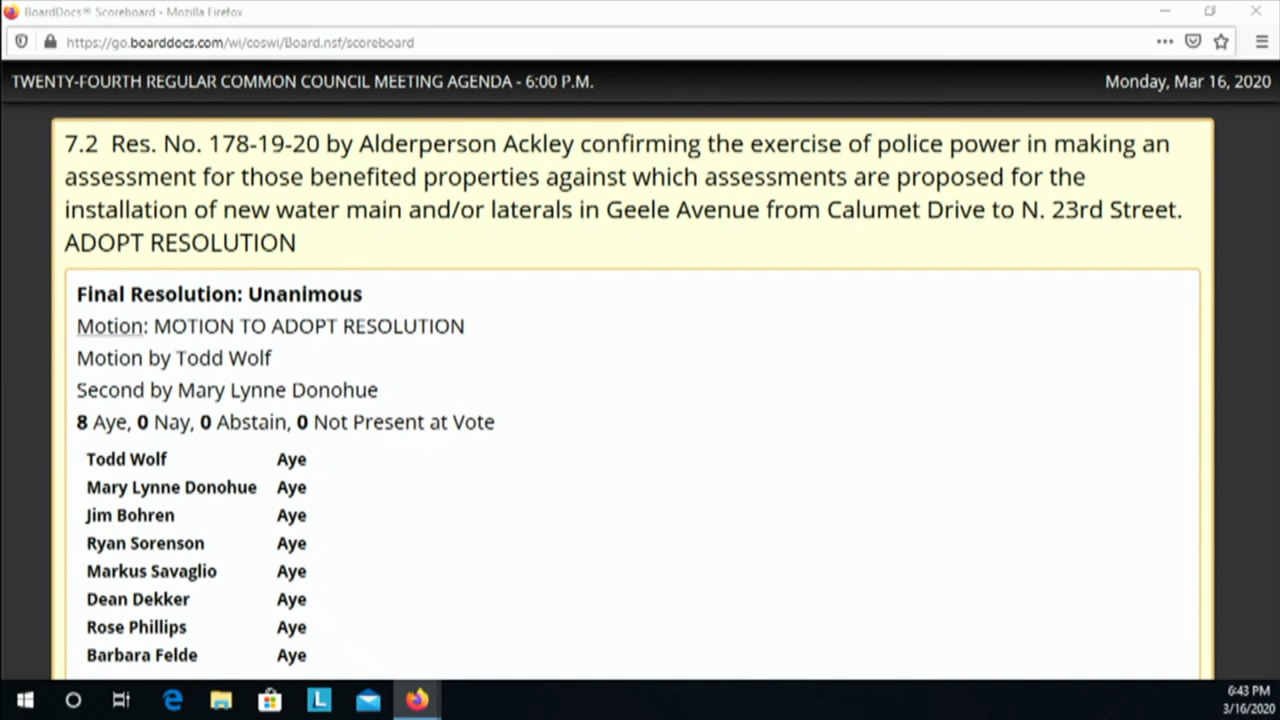 BoardDocs® Scoreboard - Mozilla Firefox
https://go.boarddocs.com/wi/coswi/Board.nsf/scoreboard
TWENTY-FOURTH REGULAR COMMON COUNCIL MEETING AGENDA - 6:00 P.M. Monday, Mar 16, 2020
7.2 Res. No. 178-19-20 by Alderperson Ackley confirming the exercise of police power in making an
assessment for those benefited properties against which assessments are proposed for the
installation of new water main and/or laterals in Geele Avenue from Calumet Drive to N. 23rd Street.
ADOPT RESOLUTION
Final Resolution: Unanimous
Motion: MOTION TO ADOPT RESOLUTION
Motion by Todd Wolf
Second by Mary Lynne Donohue
8 Aye, 0 Nay, 0 Abstain, 0 Not Present at Vote
Todd Wolf Aye
Mary Lynne Donohue Aye
Jim Bohren Aye
Ryan Sorenson Aye
Markus Savaglio Aye
Dean Dekker Aye
Rose Phillips Aye
Barbara Felde Aye
L
6:43 PM
3/16/2020